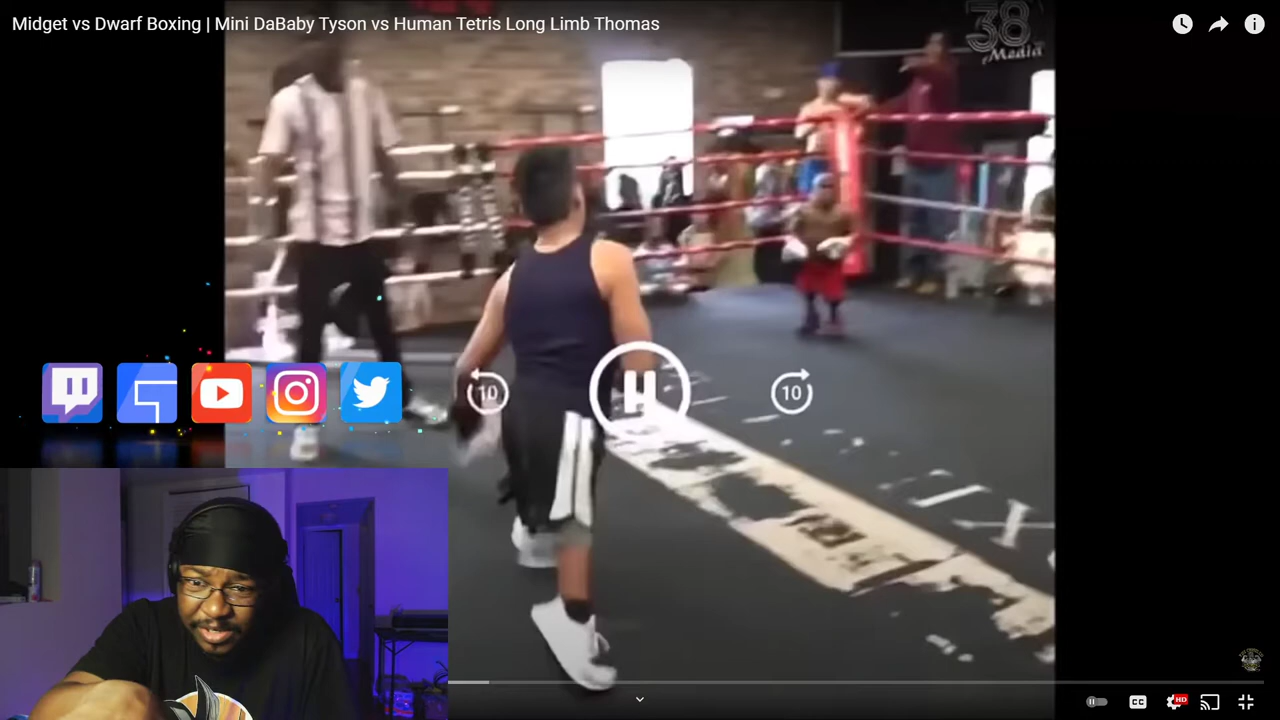 Midget vs Dwarf Boxing | Mini DaBaby Tyson vs Human Tetris Long Limb Thomas
38
Media
10
10
CC
HD